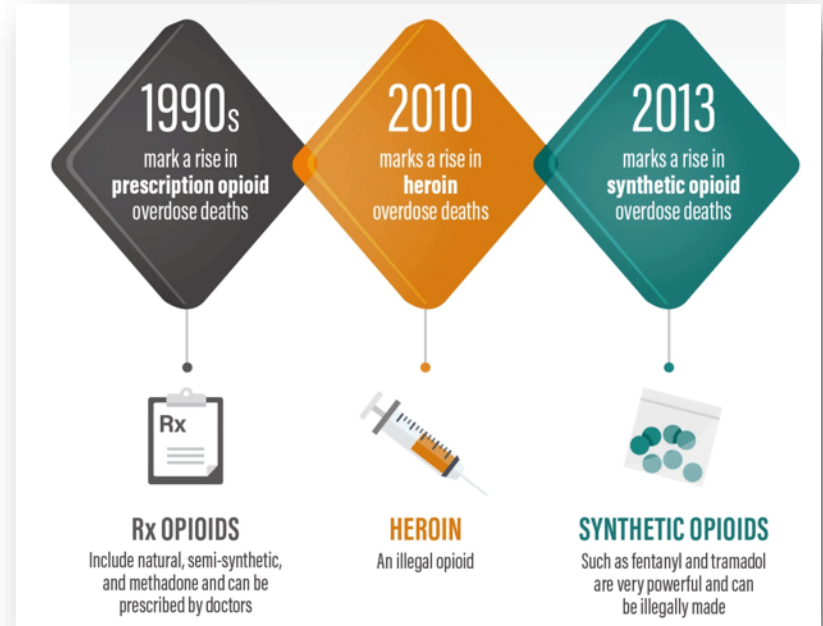 1990s
mark a rise in
prescription opioid
overdose deaths
2010
marks a rise in
heroin
overdose deaths
2013
marks a rise in
synthetic opioid
overdose deaths
Rx
Rx OPIOIDS
Include natural, semi-synthetic,
and methadone and can be
prescribed by doctors
HEROIN
An illegal opioid
SYNTHETIC OPIOIDS
Such as fentanyl and tramadol
are very powerful and can
be illegally made